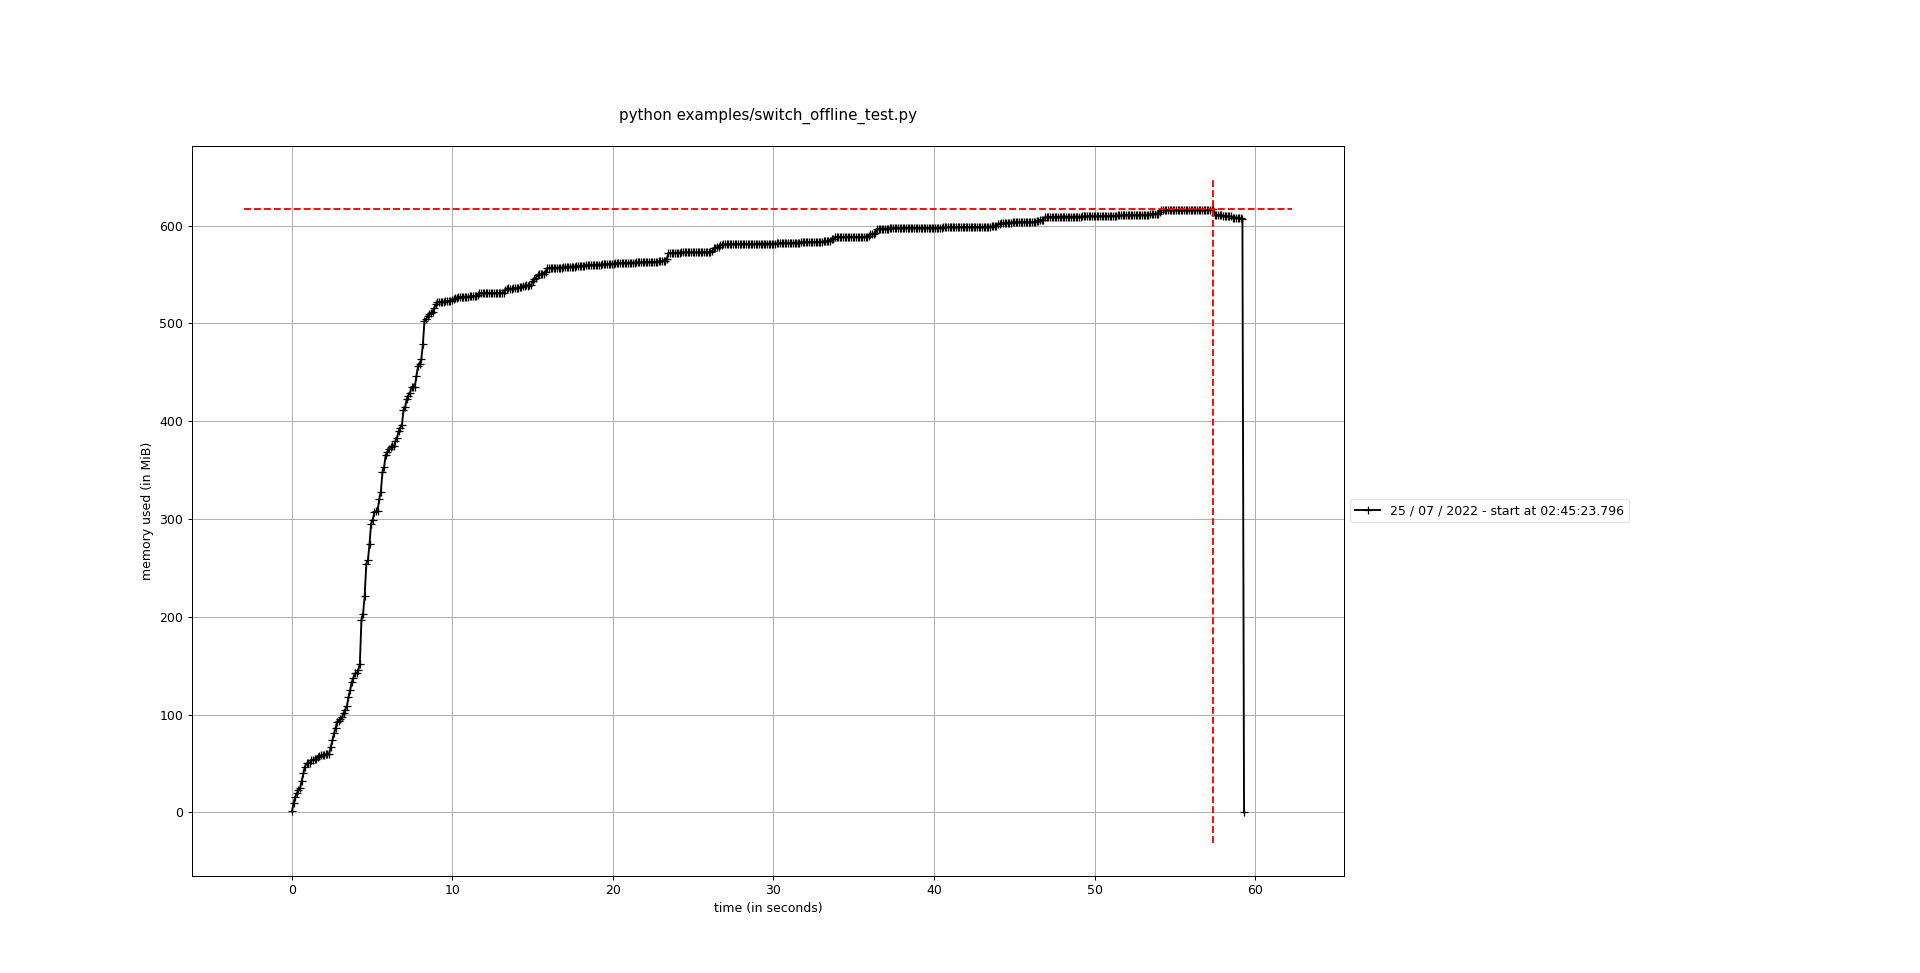 python examples/switch_offline_test.py
600
500
400
300
200
100
0
memory used (in MiB)
0 10 20 30 40 50 60
time (in seconds)
25 / 07 / 2022 - start at 02:45:23.796